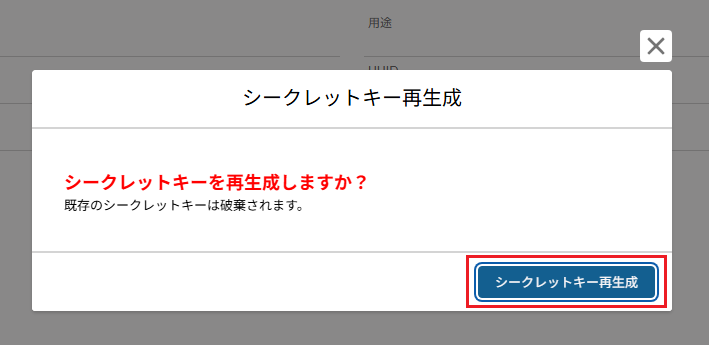 用途
UUID
シークレットキー再生成
シークレットキーを再生成しますか？
既存のシークレットキーは破棄されます。
シークレットキー再生成